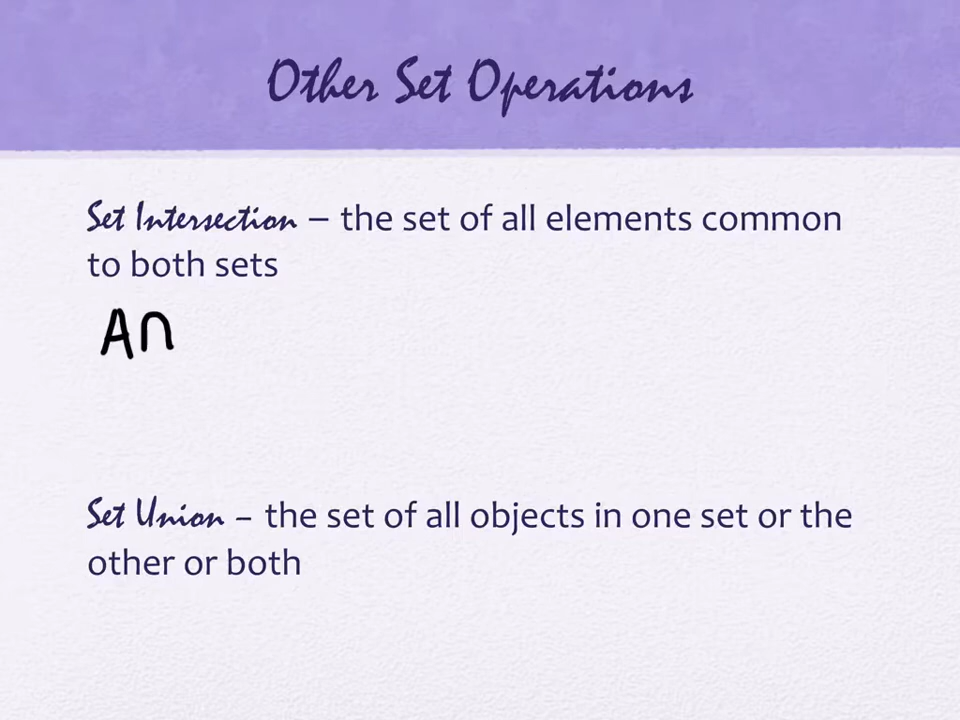 Other Set Operations
Set Intersection – the set of all elements common
to both sets
A∩
Set Union – the set of all objects in one set or the
other or both